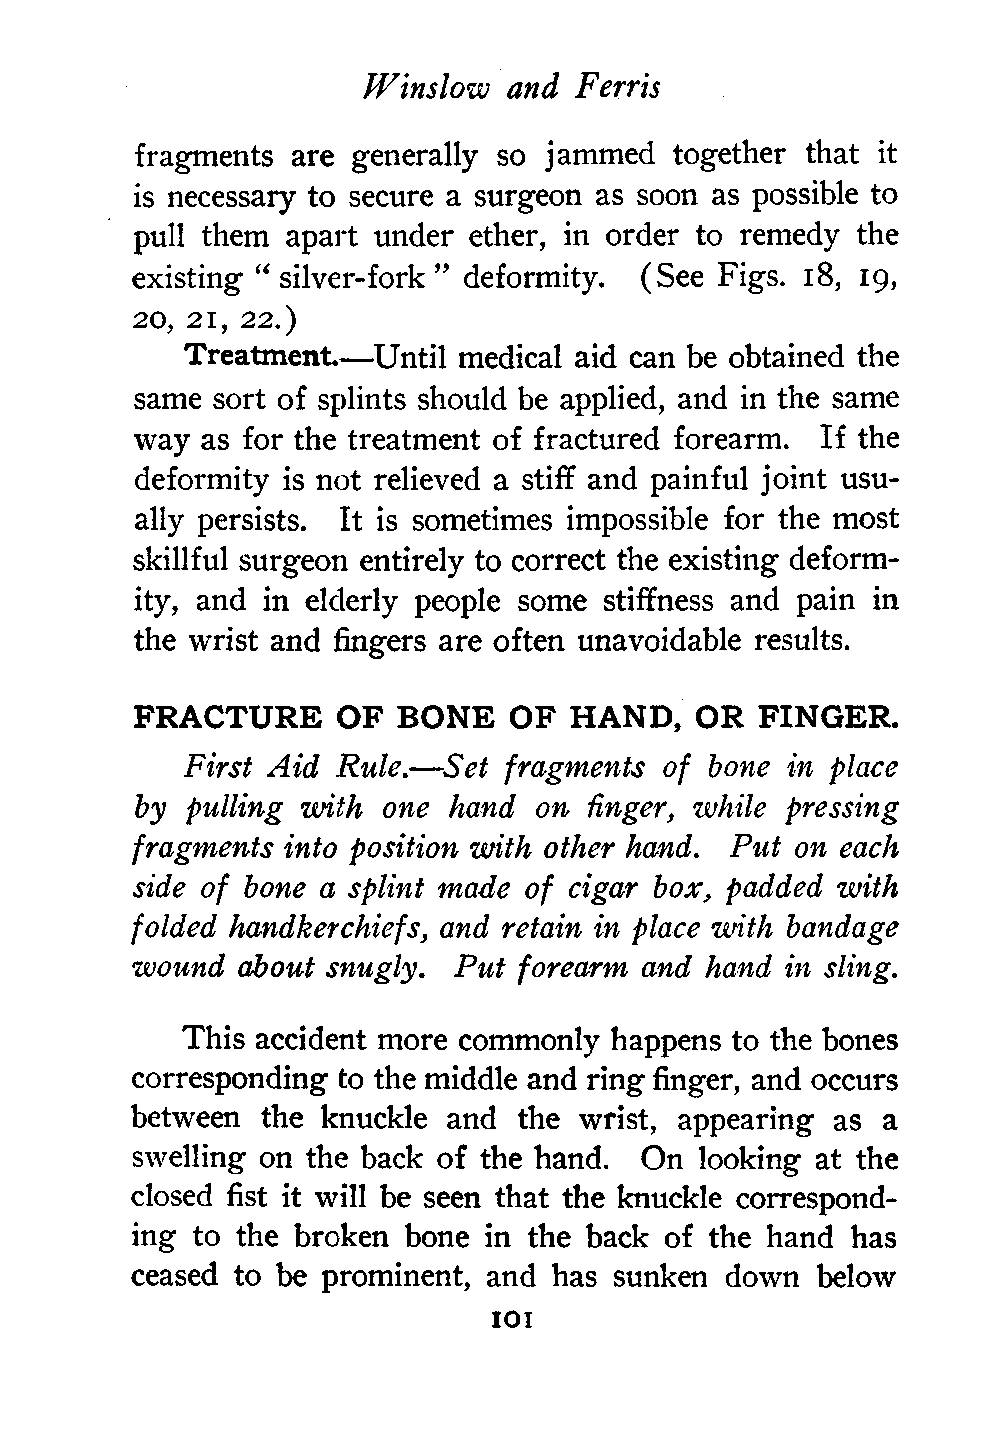 Winslow and Ferris
fragments are generally so jammed together that it
is necessary to secure a surgeon as soon as possible to
pull them apart under ether, in order to remedy the
existing “ silver-fork ” deformity. (See Figs. 18, 19,
20, 21, 22.)
Treatment.—Until medical aid can be obtained the
same sort of splints should be applied, and in the same
way as for the treatment of fractured forearm. If the
deformity is not relieved a stiff and painful joint usu-
ally persists. It is sometimes impossible for the most
skillful surgeon entirely to correct the existing deform-
ity, and in elderly people some stiffness and pain in
the wrist and fingers are often unavoidable results.
FRACTURE OF BONE OF HAND, OR FINGER.
First Aid Rule.—Set fragments of bone in place
by pulling with one hand on finger, while pressing
fragments into position with other hand. Put on each
side of bone a splint made of cigar box, padded with
folded handkerchiefs, and retain in place with bandage
wound about snugly. Put forearm and hand in sling.
This accident more commonly happens to the bones
corresponding to the middle and ring finger, and occurs
between the knuckle and the wrist, appearing as a
swelling on the back of the hand. On looking at the
closed fist it will be seen that the knuckle correspond-
ing to the broken bone in the back of the hand has
ceased to be prominent, and has sunken down below
101